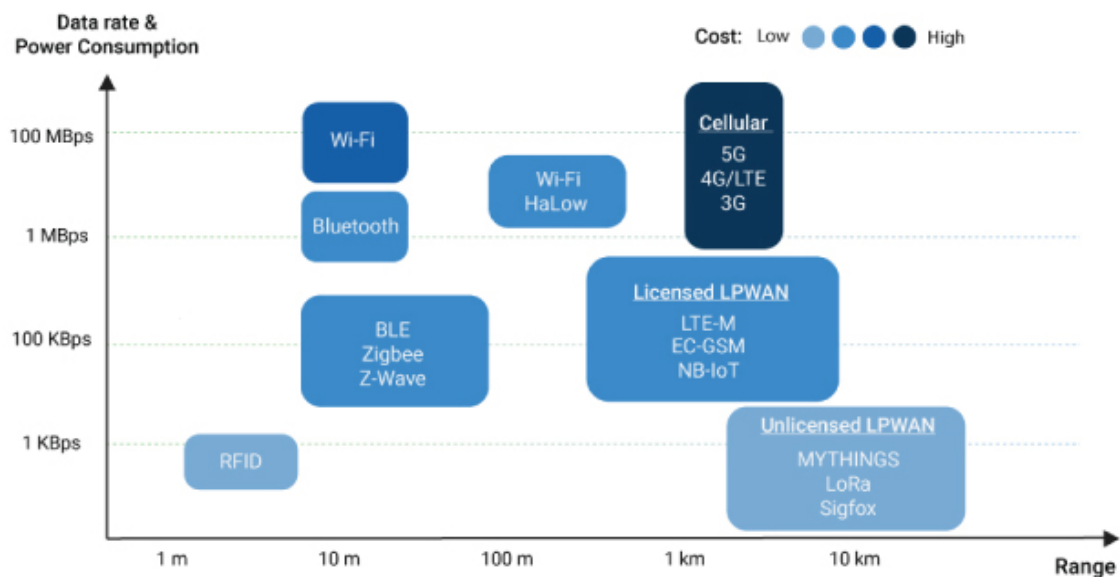 Data rate &
Power Consumption
Cost: Low High
100 MBps
1 MBps
100 KBps
1 KBps
Wi-Fi
Bluetooth
Wi-Fi
HaLow
Cellular
5G
4G/LTE
3G
BLE
Zigbee
Z-Wave
Licensed LPWAN
LTE-M
EC-GSM
NB-IoT
RFID
Unlicensed LPWAN
MYTHINGS
LoRa
Sigfox
1 m
10 m
100 m
1 km
10 km
Range